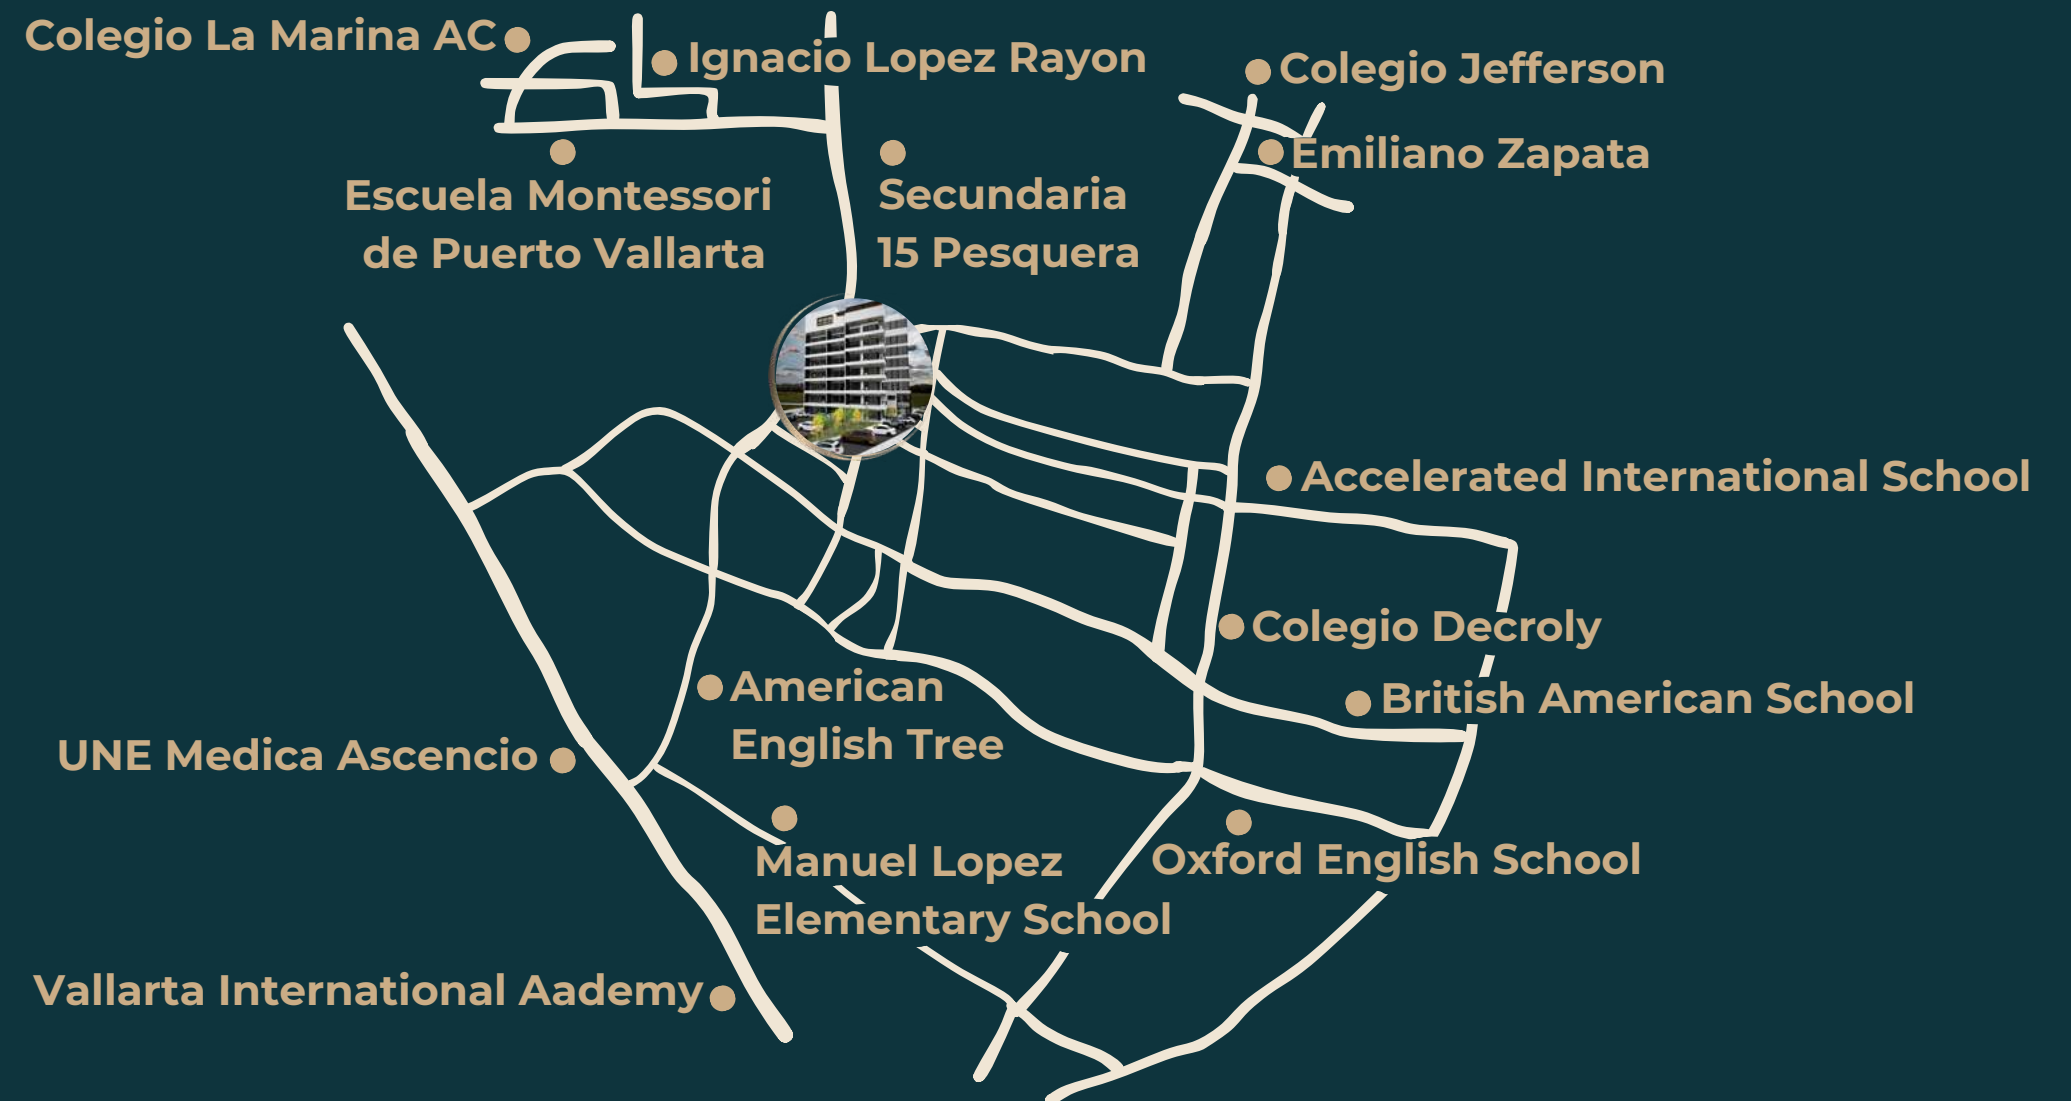 Colegio La Marina AC
Ignacio Lopez Rayon
Colegio Jefferson
Emiliano Zapata
Escuela Montessori
de Puerto Vallarta
Secundaria
15 Pesquera
Accelerated International School
Colegio Decroly
American
English Tree
British American School
UNE Medica Ascencio
Manuel Lopez
Elementary School
Oxford English School
Vallarta International Aademy